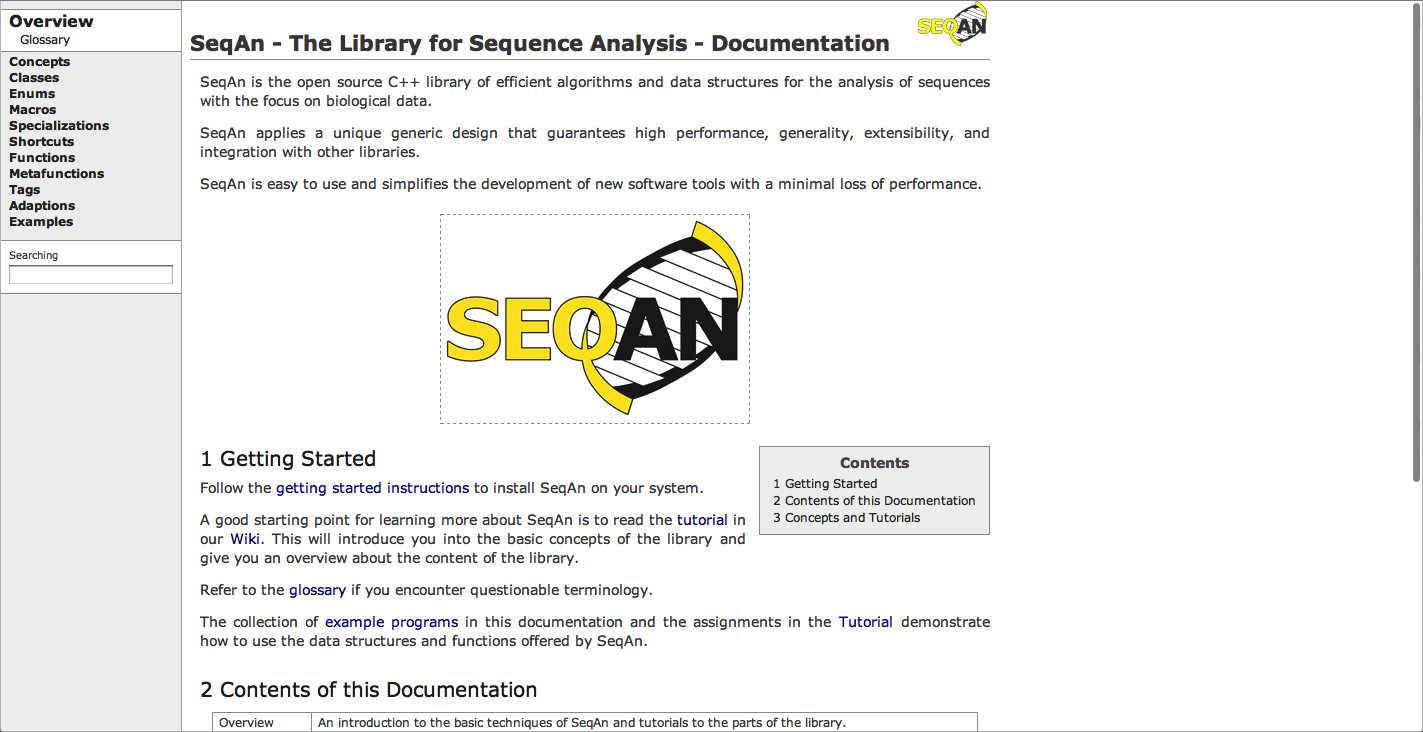 Overview
Glossary
Concepts
Classes
Enums
Macros
Specializations
Shortcuts
Functions
Metafunctions
Tags
Adaptions
Examples
Searching
SEQAN
SeqAn - The Library for Sequence Analysis - Documentation
SeqAn is the open source C++ library of efficient algorithms and data structures for the analysis of sequences
with the focus on biological data.
SeqAn applies a unique generic design that guarantees high performance, generality, extensibility, and
integration with other libraries.
SeqAn is easy to use and simplifies the development of new software tools with a minimal loss of performance.
SEQAN
1 Getting Started
Follow the getting started instructions to install SeqAn on your system.
A good starting point for learning more about SeqAn is to read the tutorial in
our Wiki. This will introduce you into the basic concepts of the library and
give you an overview about the content of the library.
Refer to the glossary if you encounter questionable terminology.
The collection of example programs in this documentation and the assignments in the Tutorial demonstrate
how to use the data structures and functions offered by SeqAn.
Contents
1 Getting Started
2 Contents of this Documentation
3 Concepts and Tutorials
2 Contents of this Documentation
Overview An introduction to the basic techniques of SeqAn and tutorials to the parts of the library.